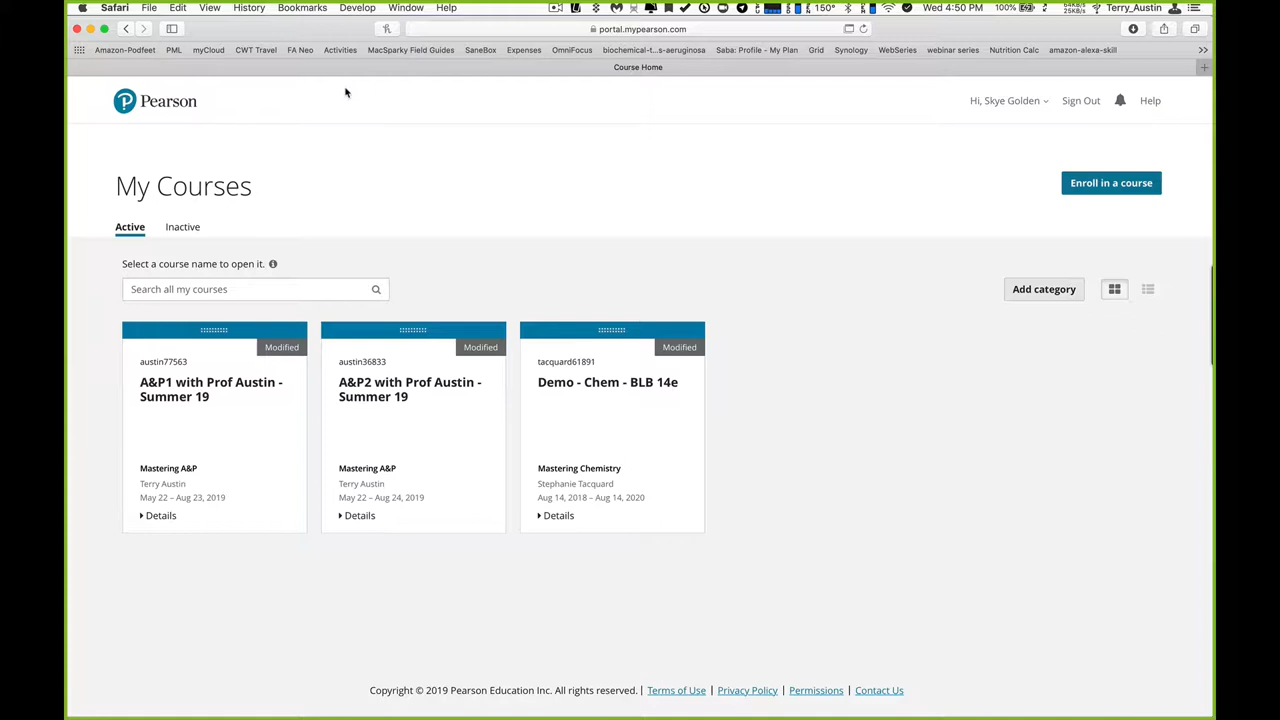 Safari File Edit View History Bookmarks Develop Window Help 150° Wed 4:50 PM 100% 25KB/s Terry_Austin
portal.mypearson.com
Amazon-Podfeet PML myCloud CWT Travel FA Neo Activities MacSparky Field Guides SaneBox Expenses OmniFocus biochemical-t...s-aeruginosa Saba: Profile - My Plan Grid Synology WebSeries webinar series Nutrition Calc amazon-alexa-skill
Course Home
Pearson
Hi, Skye Golden Sign Out Help
My Courses
Enroll in a course
Active Inactive
Select a course name to open it.
Search all my courses
Add category
Modified
austin77563
A&P1 with Prof Austin -
Summer 19
Mastering A&P
Terry Austin
May 22 – Aug 23, 2019
Details
Modified
austin36833
A&P2 with Prof Austin -
Summer 19
Mastering A&P
Terry Austin
May 22 – Aug 24, 2019
Details
Modified
tacquard61891
Demo - Chem - BLB 14e
Mastering Chemistry
Stephanie Tacquard
Aug 14, 2018 – Aug 14, 2020
Details
Copyright © 2019 Pearson Education Inc. All rights reserved. | Terms of Use | Privacy Policy | Permissions | Contact Us